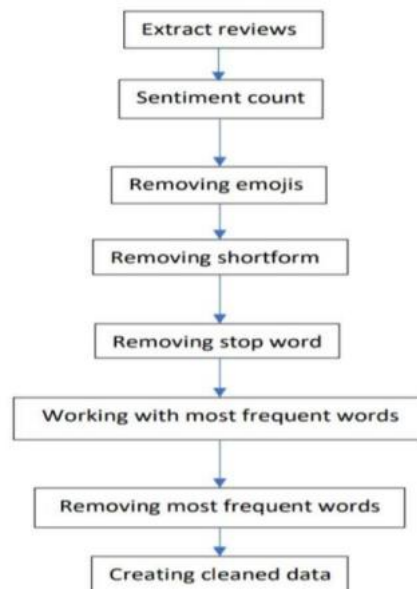 Extract reviews
Sentiment count
Removing emojis
Removing shortform
Removing stop word
Working with most frequent words
Removing most frequent words
Creating cleaned data